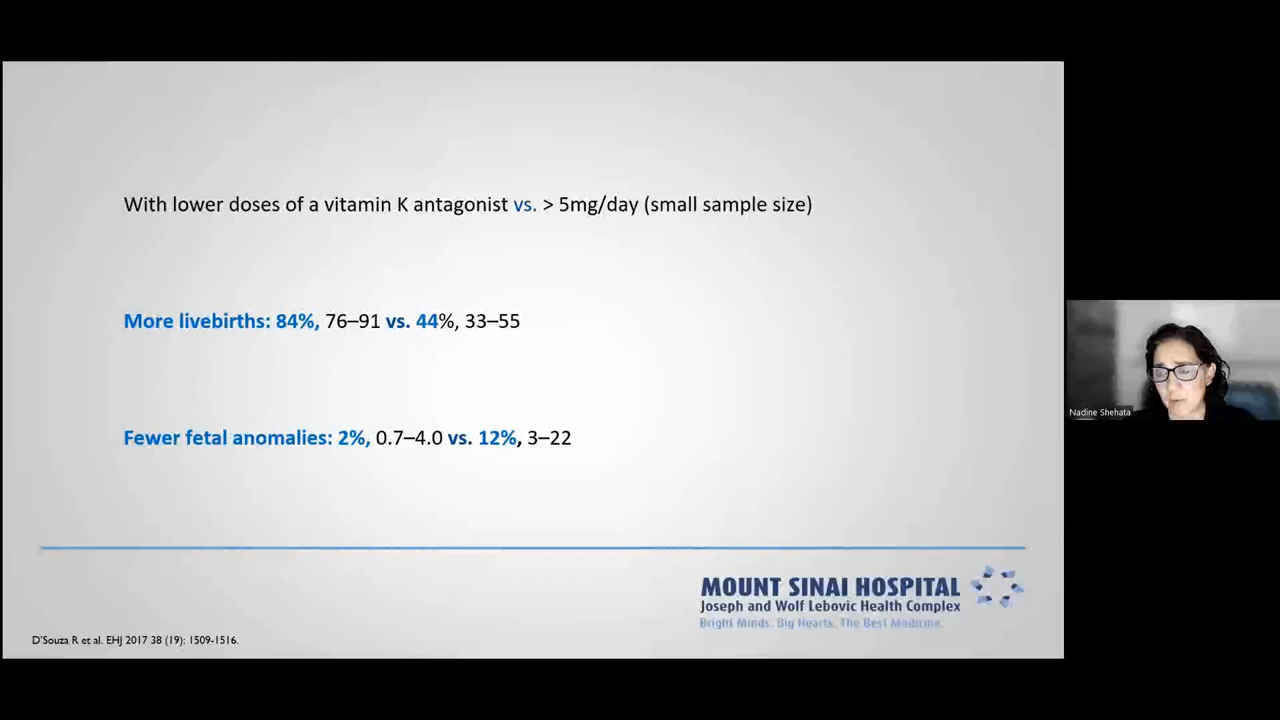 With lower doses of a vitamin K antagonist vs. > 5mg/day (small sample size)
More livebirths: 84%, 76–91 vs. 44%, 33–55
Fewer fetal anomalies: 2%, 0.7–4.0 vs. 12%, 3–22
MOUNT SINAI HOSPITAL
Joseph and Wolf Lebovic Health Complex
Bright Minds. Big Hearts. The Best Medicine.
D'Souza R et al. EHJ 2017 38 (19): 1509-1516.
Nadine Shehata